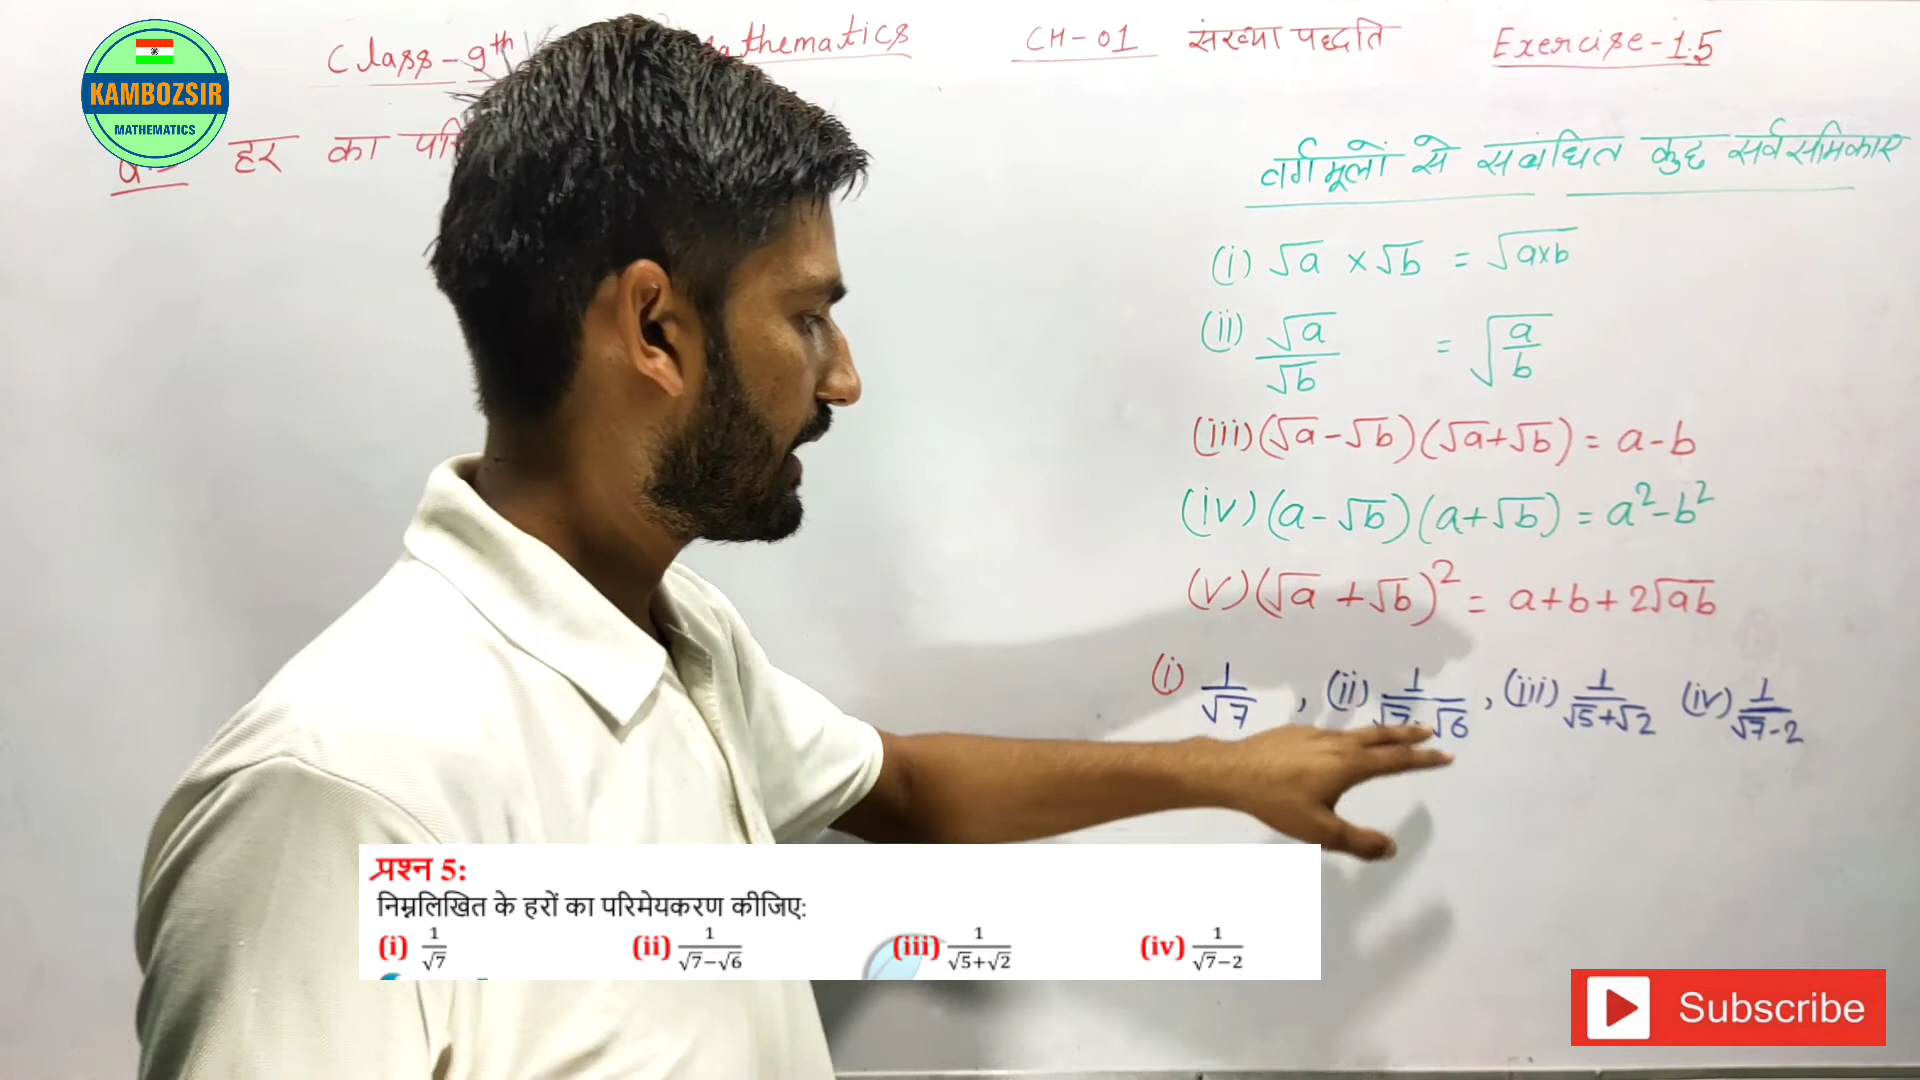 KAMBOZSIR
MATHEMATICS
Class-9th
athematics
CH-01 संख्या पद्धति
Exercise-1.5
हर का
वर्गमूलों से सबंधित कुछ सर्वसमिकाए
(i) √a × √b = √a×b
(ii) √a/√b = √a/b
(iii) (√a-√b)(√a+√b) = a-b
(iv) (a-√b)(a+√b) = a²-b²
(v) (√a+√b)² = a+b+2√ab
(i) 1/√7 , (ii) 1/√7-√6 , (iii) 1/√5+√2 (iv) 1/√7-2
प्रश्न 5:
निम्नलिखित के हरों का परिमेयकरण कीजिए:
(i) 1/√7 (ii) 1/√7−√6 (iii) 1/√5+√2 (iv) 1/√7−2
Subscribe